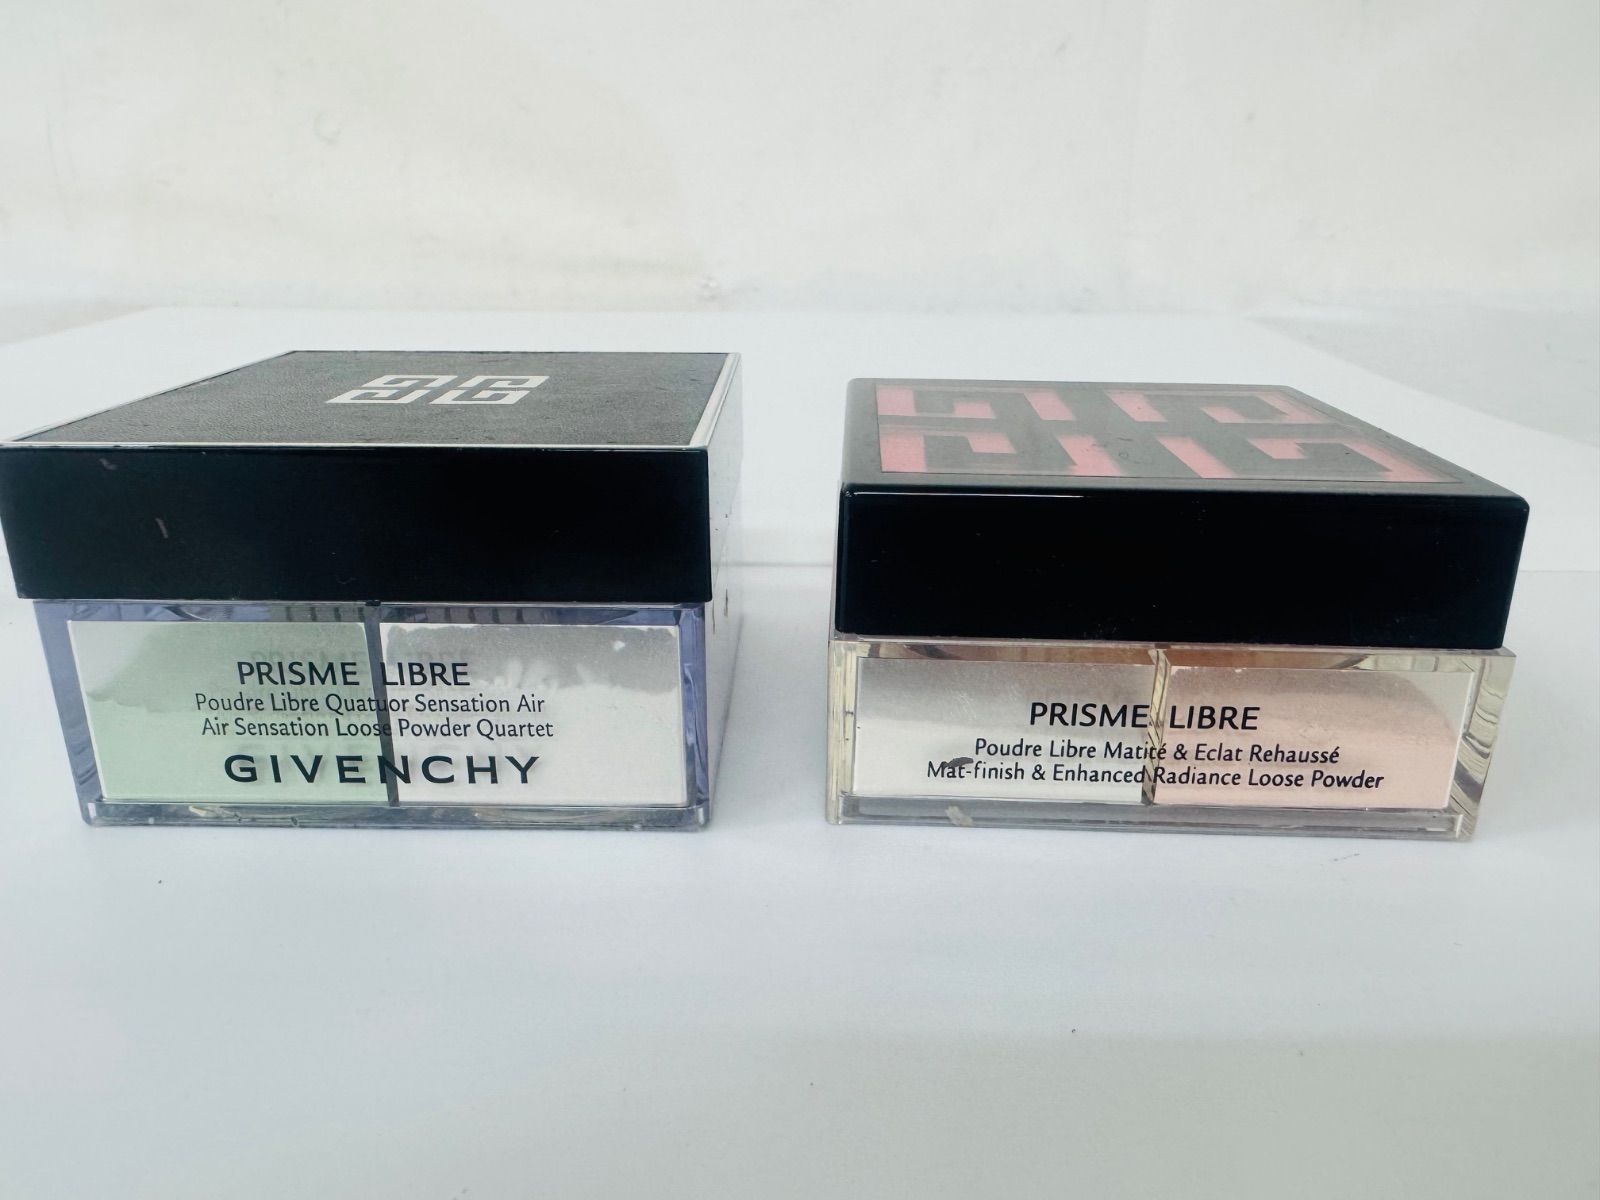 PRISME LIBRE
Poudre Libre Quatuor Sensation Air
Air Sensation Loose Powder Quartet
GIVENCHY
PRISME LIBRE
Poudre Libre Matité & Eclat Rehaussé
Mat-finish & Enhanced Radiance Loose Powder